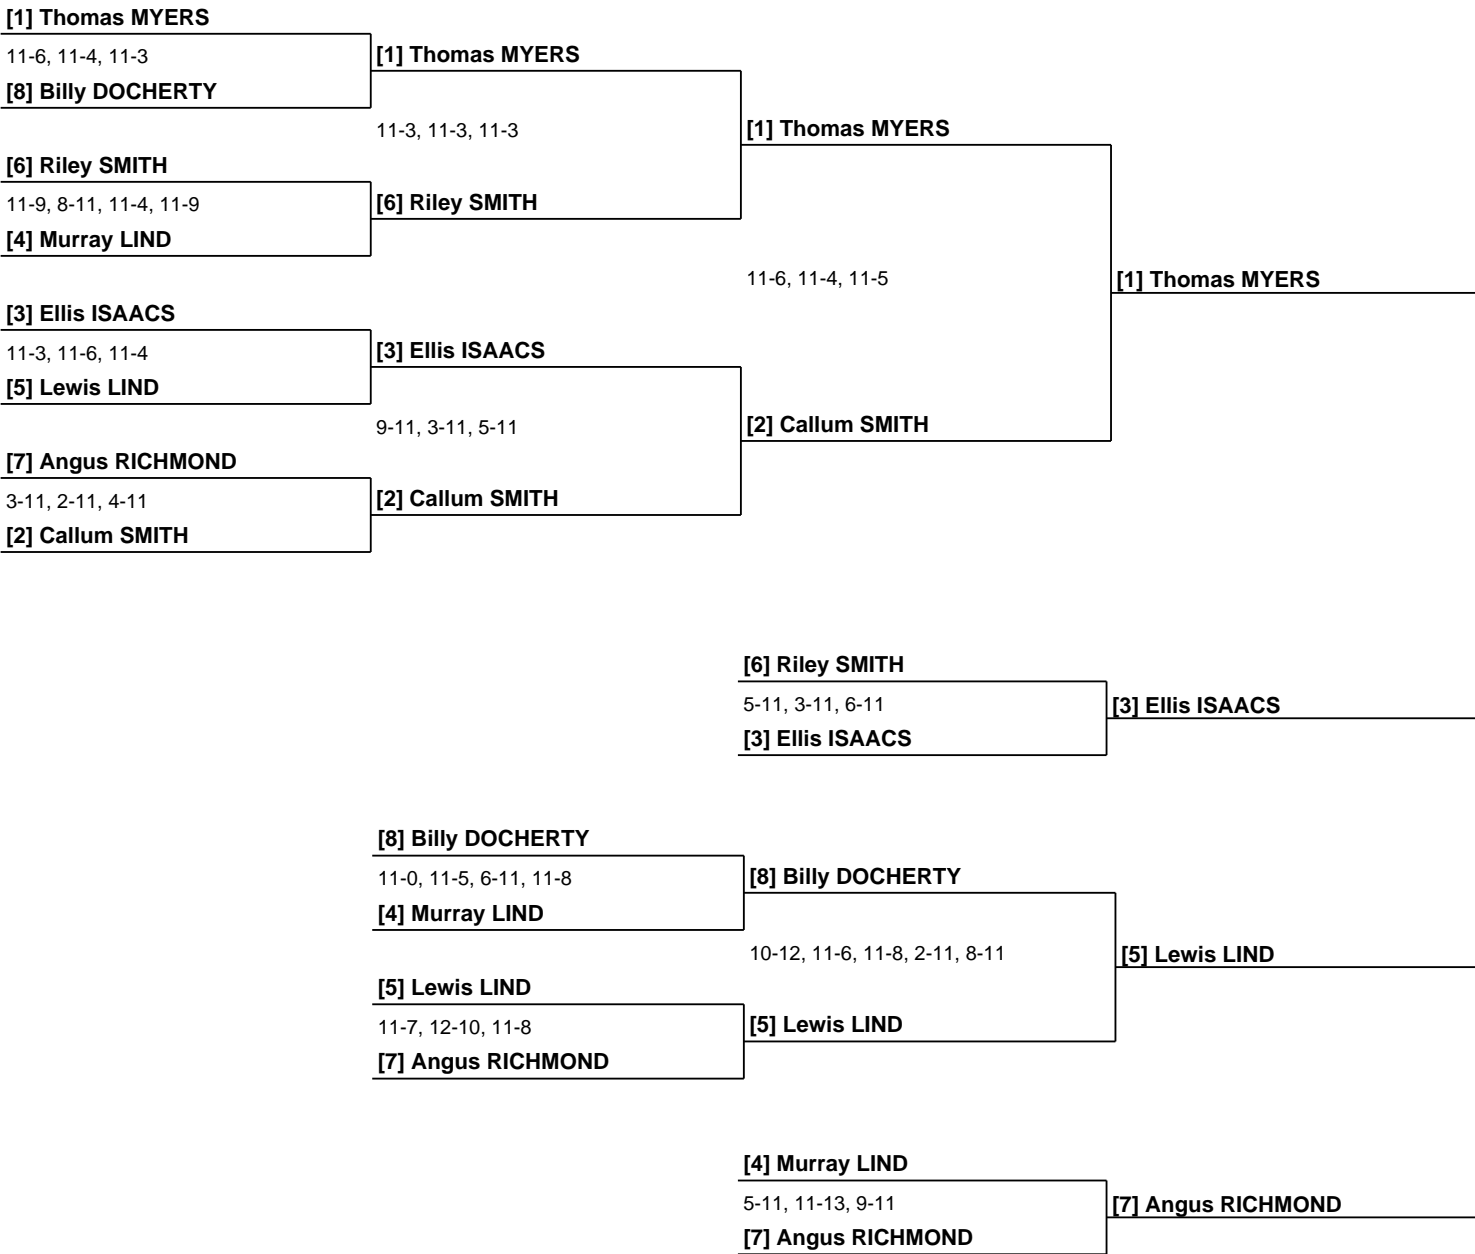 [1] Thomas MYERS
11-6, 11-4, 11-3
[1] Thomas MYERS
[8] Billy DOCHERTY
11-3, 11-3, 11-3
[1] Thomas MYERS
[6] Riley SMITH
11-9, 8-11, 11-4, 11-9
[6] Riley SMITH
[4] Murray LIND
11-6, 11-4, 11-5
[1] Thomas MYERS
[3] Ellis ISAACS
11-3, 11-6, 11-4
[3] Ellis ISAACS
[5] Lewis LIND
9-11, 3-11, 5-11
[2] Callum SMITH
[7] Angus RICHMOND
3-11, 2-11, 4-11
[2] Callum SMITH
[2] Callum SMITH
[6] Riley SMITH
5-11, 3-11, 6-11
[3] Ellis ISAACS
[3] Ellis ISAACS
[8] Billy DOCHERTY
11-0, 11-5, 6-11, 11-8
[8] Billy DOCHERTY
[4] Murray LIND
10-12, 11-6, 11-8, 2-11, 8-11
[5] Lewis LIND
[5] Lewis LIND
11-7, 12-10, 11-8
[5] Lewis LIND
[7] Angus RICHMOND
[4] Murray LIND
5-11, 11-13, 9-11
[7] Angus RICHMOND
[7] Angus RICHMOND